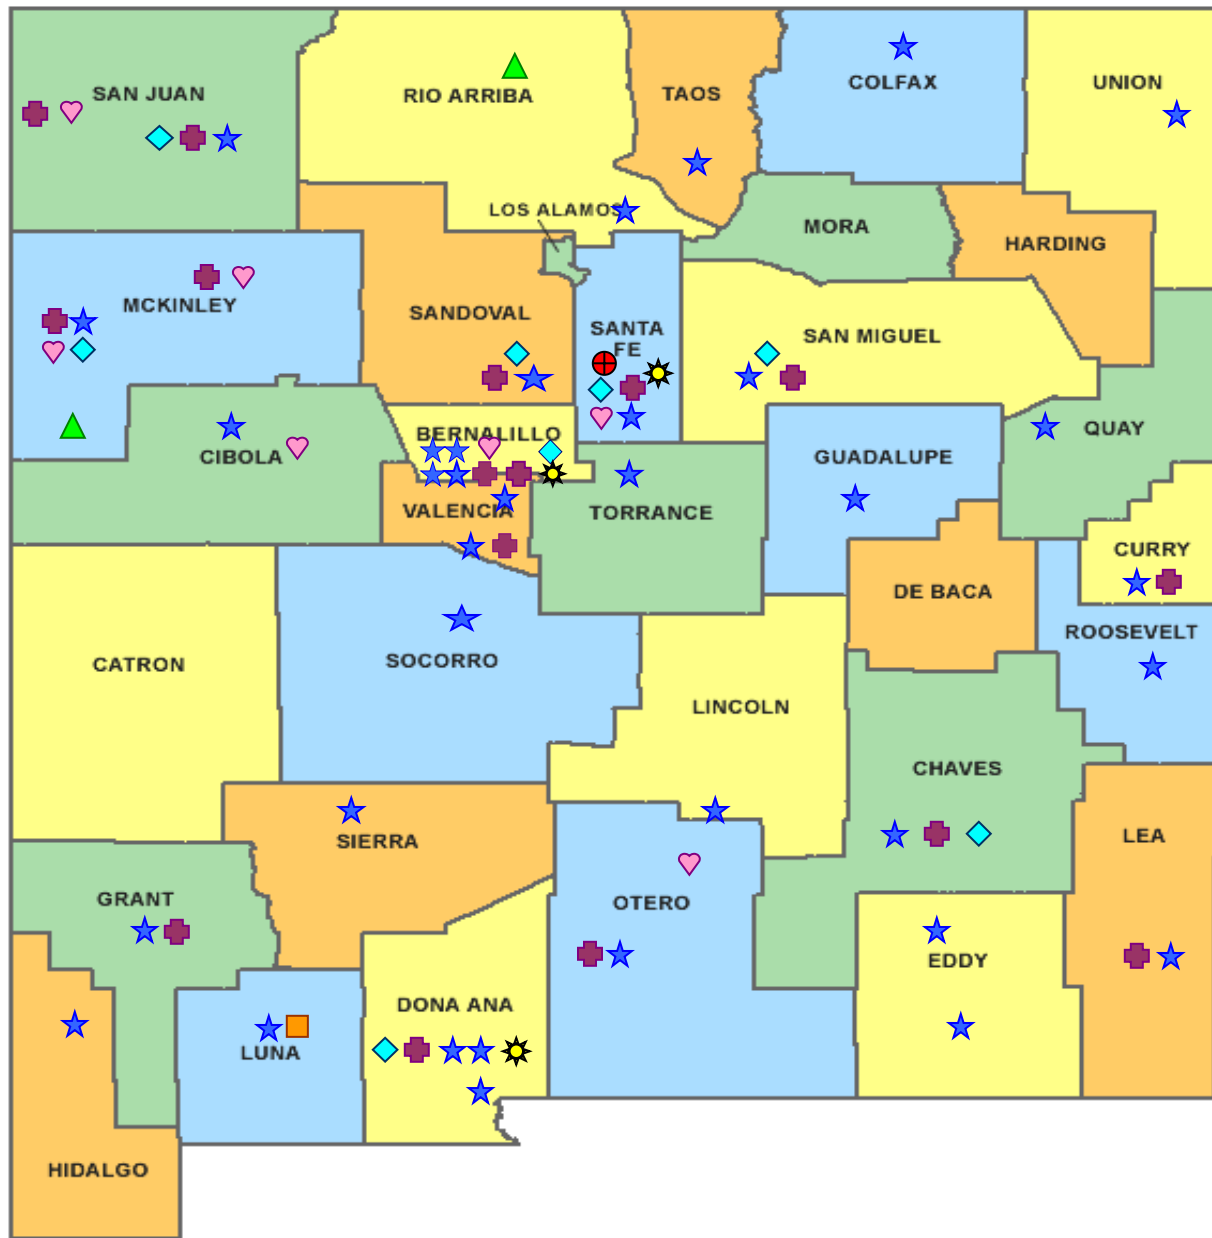 SAN JUAN
RIO ARRIBA
TAOS
COLFAX
UNION
LOS ALAMOS
MORA
HARDING
MCKINLEY
SANDOVAL
SANTA
FE
SAN MIGUEL
CIBOLA
BERNALILLO
QUAY
GUADALUPE
VALENCIA
TORRANCE
CURRY
DE BACA
ROOSEVELT
CATRON
SOCORRO
LINCOLN
CHAVES
SIERRA
LEA
GRANT
OTERO
EDDY
DONA ANA
LUNA
HIDALGO